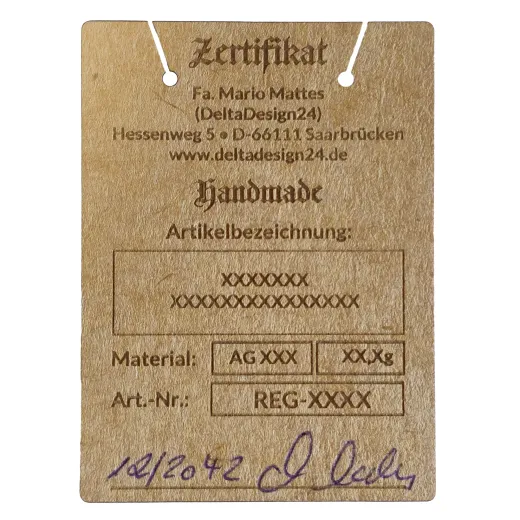 Zertifikat
Fa. Mario Mattes
(DeltaDesign24)
Hessenweg 5 • D-66111 Saarbrücken
www.deltadesign24.de
Handmade
Artikelbezeichnung:
XXXXXXX
XXXXXXXXXXXXXXX
Material: AG XXX XX,Xg
Art.-Nr.: REG-XXXX
12/2042